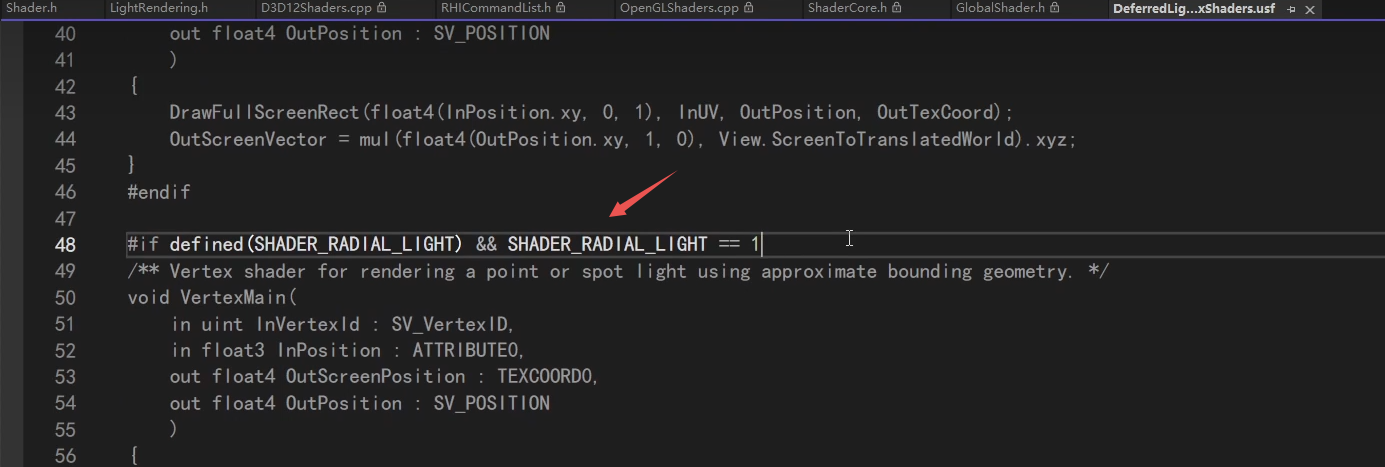 Shader.h LightRendering.h D3D12Shaders.cpp RHICommandList.h OpenGLShaders.cpp ShaderCore.h GlobalShader.h DeferredLig...xShaders.usf
40 out float4 OutPosition : SV_POSITION
41 )
42 {
43 DrawFullScreenRect(float4(InPosition.xy, 0, 1), InUV, OutPosition, OutTexCoord);
44 OutScreenVector = mul(float4(OutPosition.xy, 1, 0), View.ScreenToTranslatedWorld).xyz;
45 }
46 #endif
47
48 #if defined(SHADER_RADIAL_LIGHT) && SHADER_RADIAL_LIGHT == 1
49 /** Vertex shader for rendering a point or spot light using approximate bounding geometry. */
50 void VertexMain(
51 in uint InVertexId : SV_VertexID,
52 in float3 InPosition : ATTRIBUTE0,
53 out float4 OutScreenPosition : TEXCOORD0,
54 out float4 OutPosition : SV_POSITION
55 )
56 {